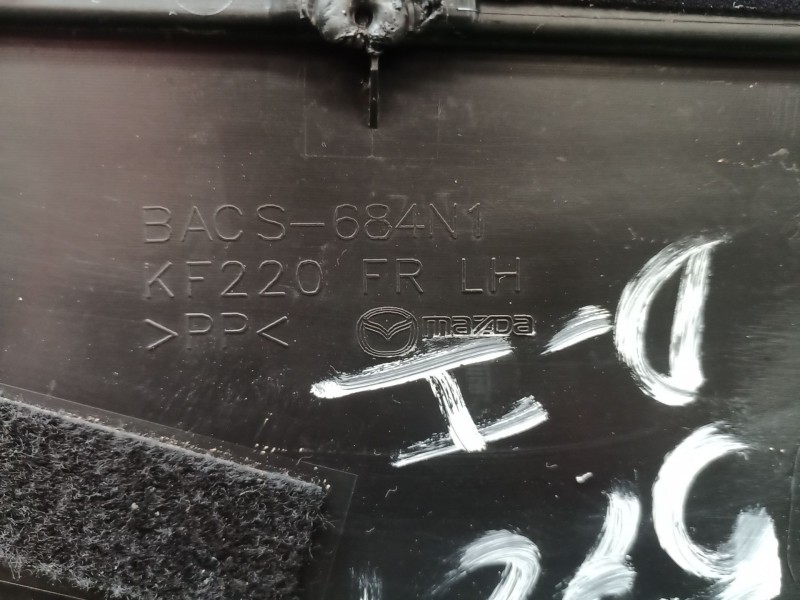 BACS-684N1
KF220 FR LH
>PP<
mazda